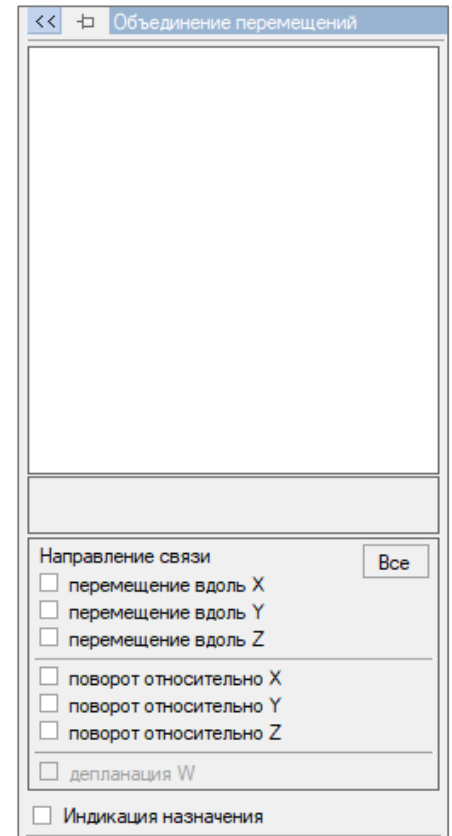 << Объединение перемещений
Направление связи
Все
перемещение вдоль X
перемещение вдоль Y
перемещение вдоль Z
поворот относительно X
поворот относительно Y
поворот относительно Z
депланация W
Индикация назначения